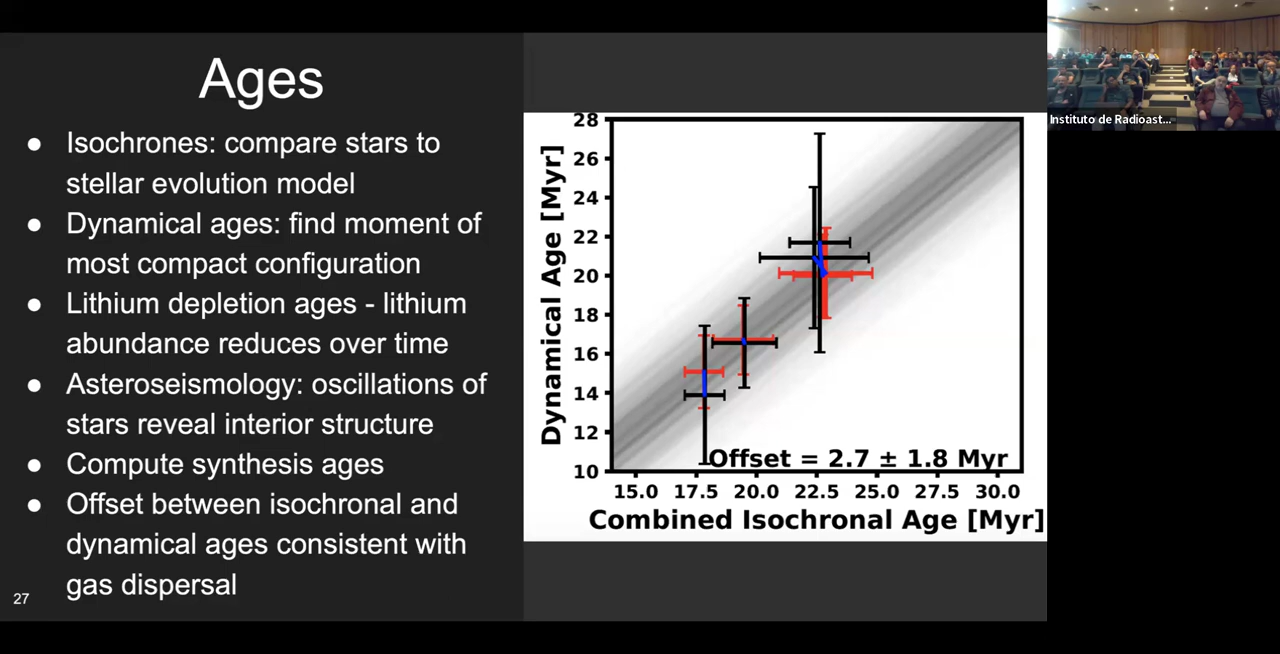 Ages
● Isochrones: compare stars to
stellar evolution model
● Dynamical ages: find moment of
most compact configuration
● Lithium depletion ages - lithium
abundance reduces over time
● Asteroseismology: oscillations of
stars reveal interior structure
● Compute synthesis ages
● Offset between isochronal and
dynamical ages consistent with
gas dispersal
27
Dynamical Age [Myr]
28
26
24
22
20
18
16
14
12
10
Offset = 2.7 ± 1.8 Myr
15.0 17.5 20.0 22.5 25.0 27.5 30.0
Combined Isochronal Age [Myr]
Instituto de Radioast...